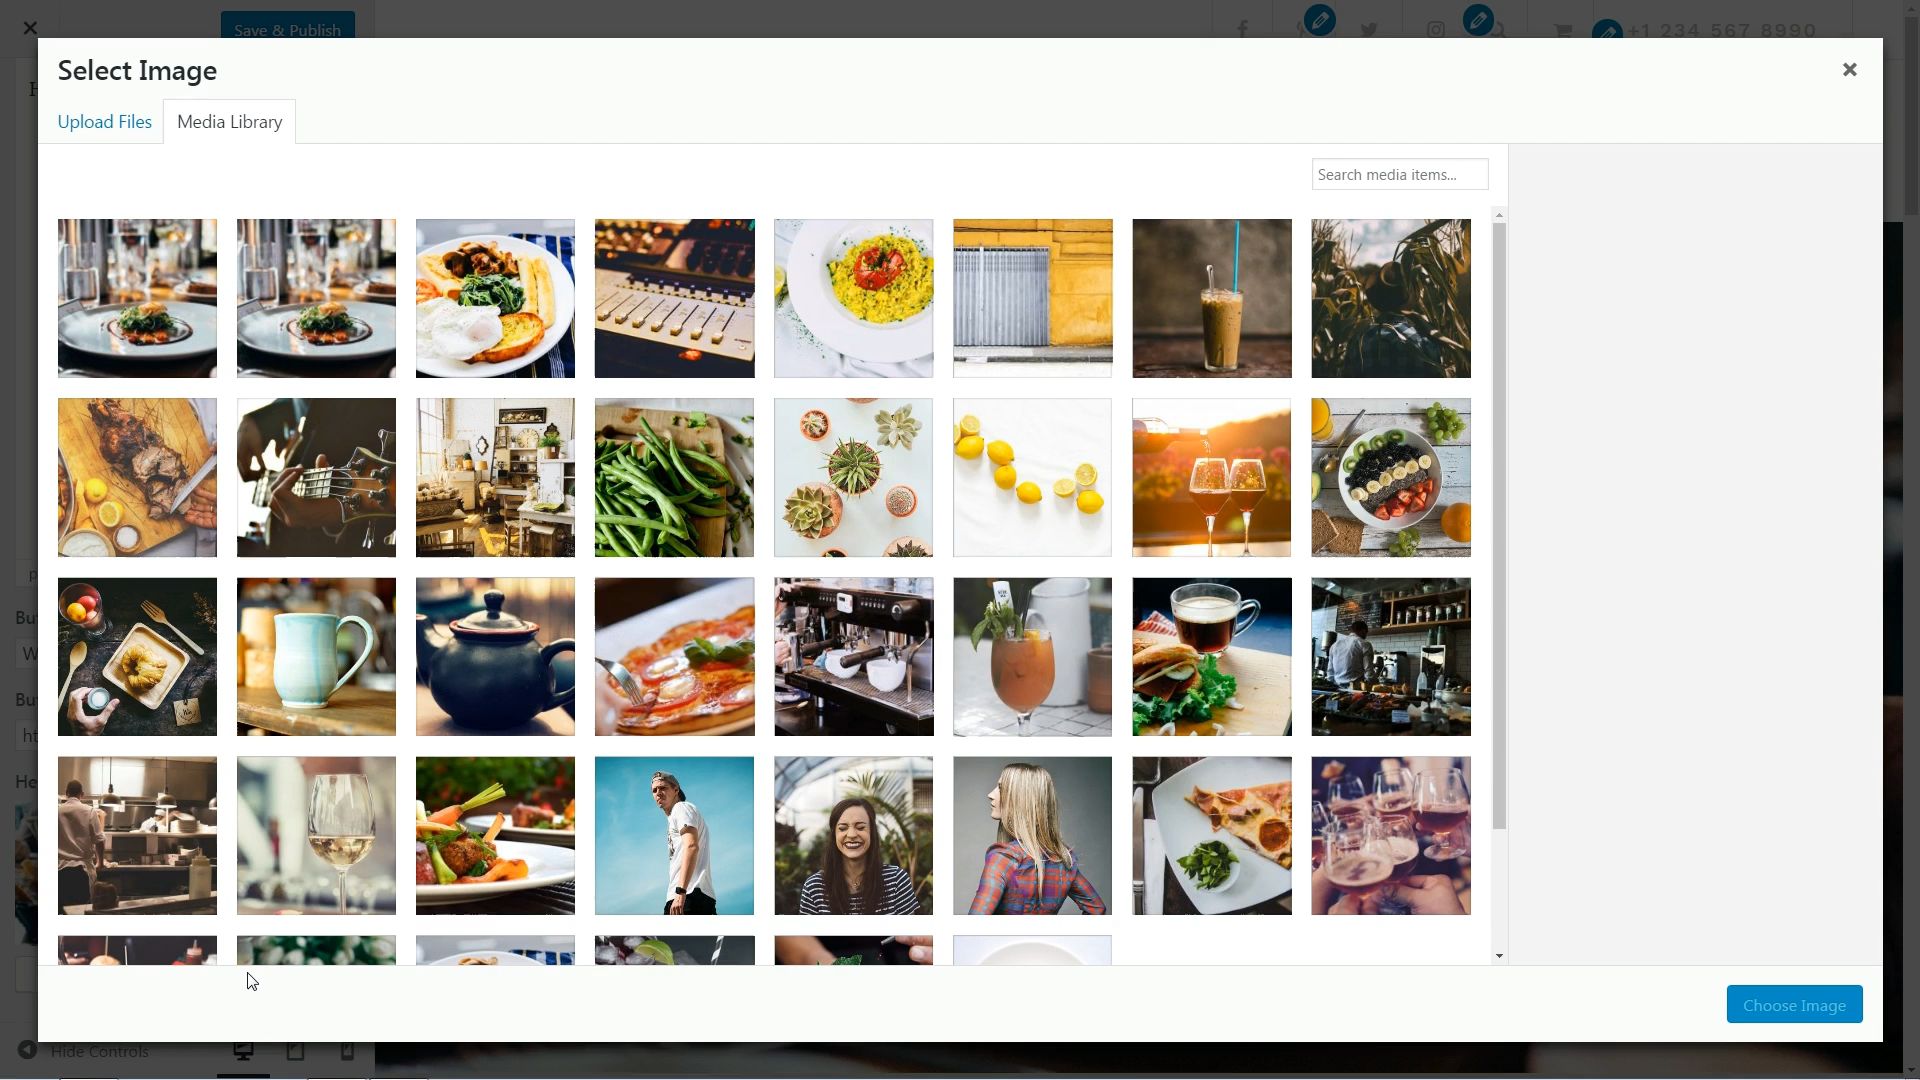 Save & Publish
+1 234 567 8990
Select Image
Upload Files
Media Library
Search media items...
Choose Image
Hide Controls